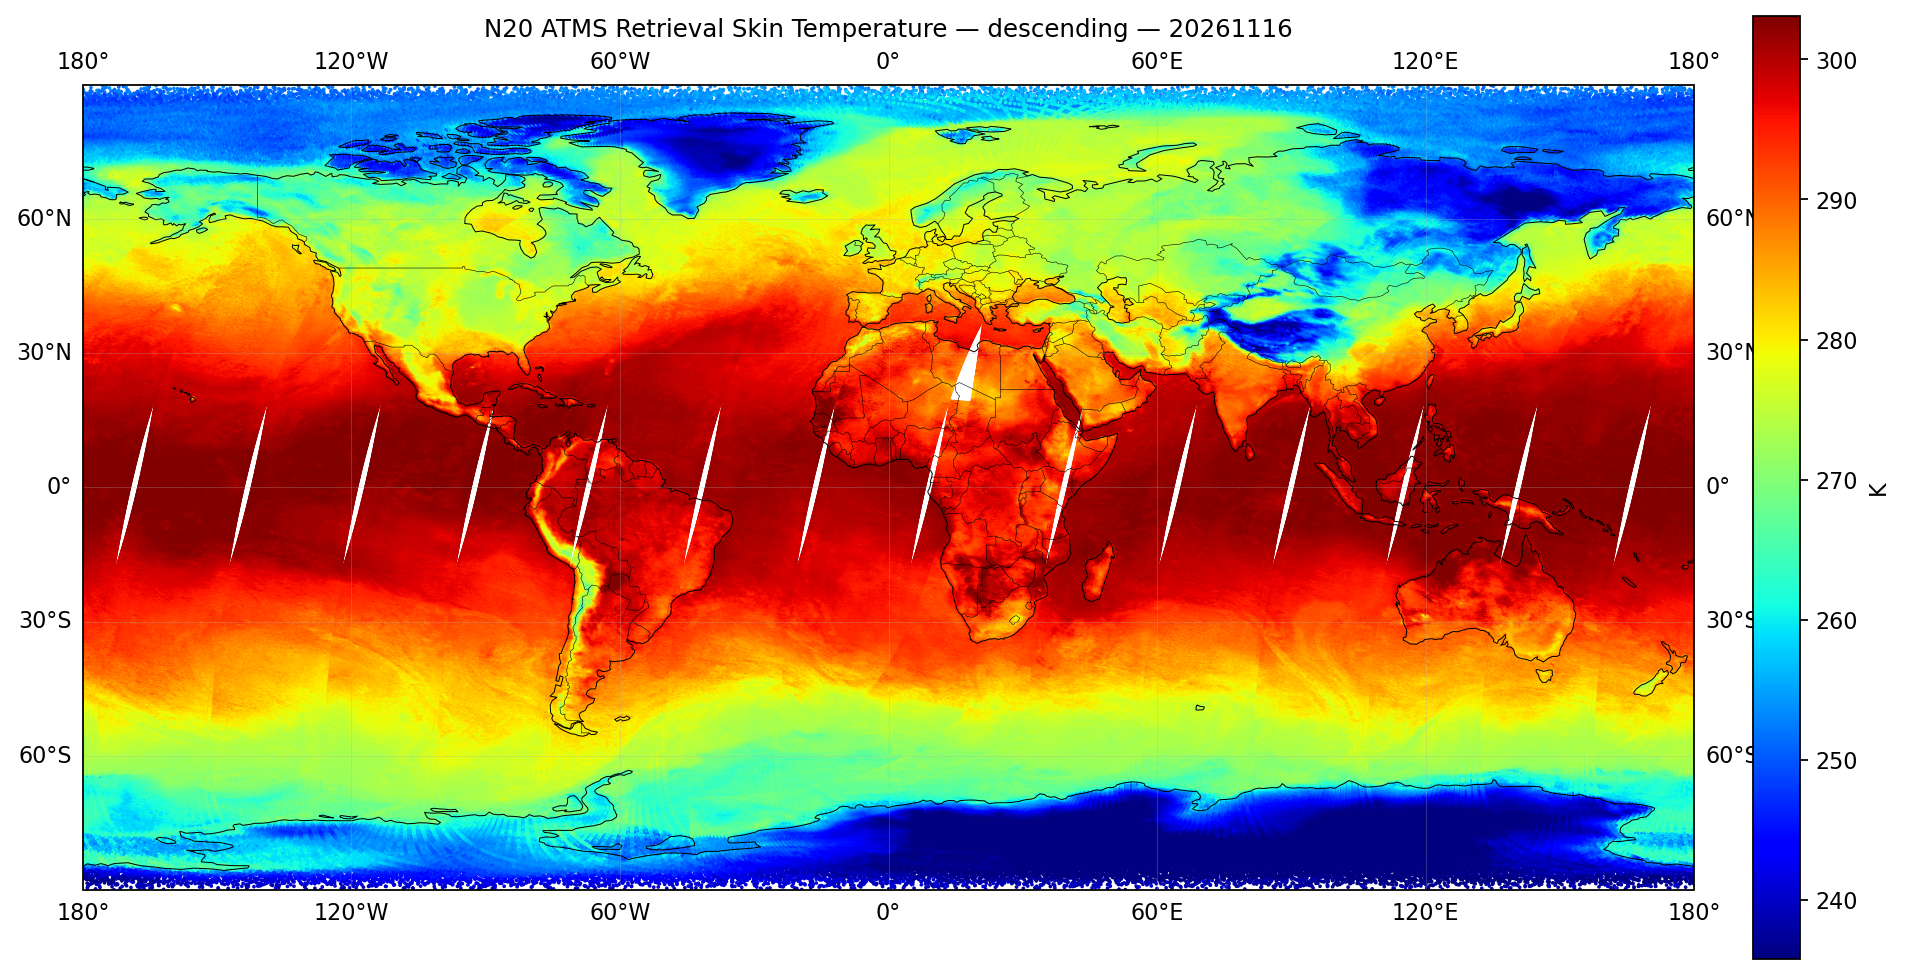 N20 ATMS Retrieval Skin Temperature — descending — 20261116
180° 120°W 60°W 0° 60°E 120°E 180°
300
60°N 60°N 290
30°N 30°N 280
0° 0° 270 K
30°S 30°S 260
60°S 60°S 250
240
180° 120°W 60°W 0° 60°E 120°E 180°